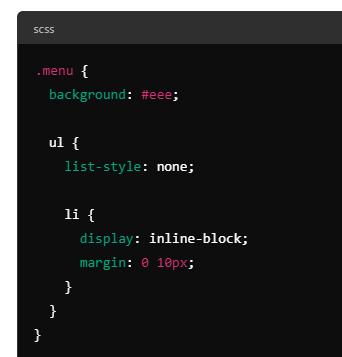 scss
.menu {
  background: #eee;

  ul {
    list-style: none;

    li {
      display: inline-block;
      margin: 0 10px;
    }
  }
}